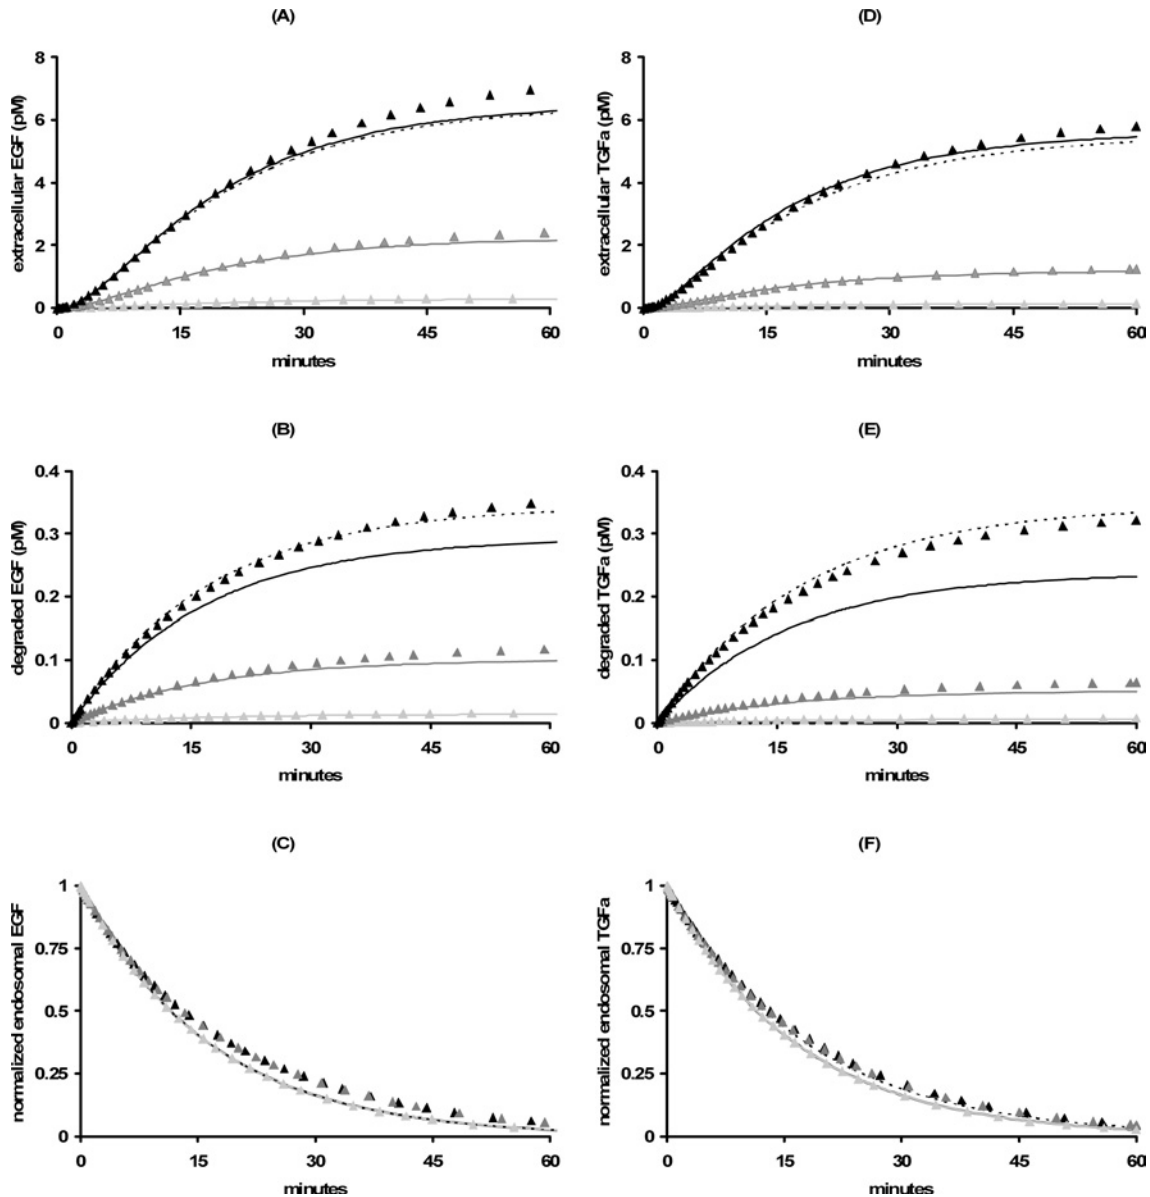 (A)
extracellular EGF (pM)
8
6
4
2
0
0 15 30 45 60
minutes
(D)
extracellular TGFa (pM)
8
6
4
2
0
0 15 30 45 60
minutes
(B)
degraded EGF (pM)
0.4
0.3
0.2
0.1
0
0 15 30 45 60
minutes
(E)
degraded TGFa (pM)
0.4
0.3
0.2
0.1
0
0 15 30 45 60
minutes
(C)
normalized endosomal EGF
1
0.75
0.5
0.25
0
0 15 30 45 60
minutes
(F)
normalized endosomal TGFa
1
0.75
0.5
0.25
0
0 15 30 45 60
minutes